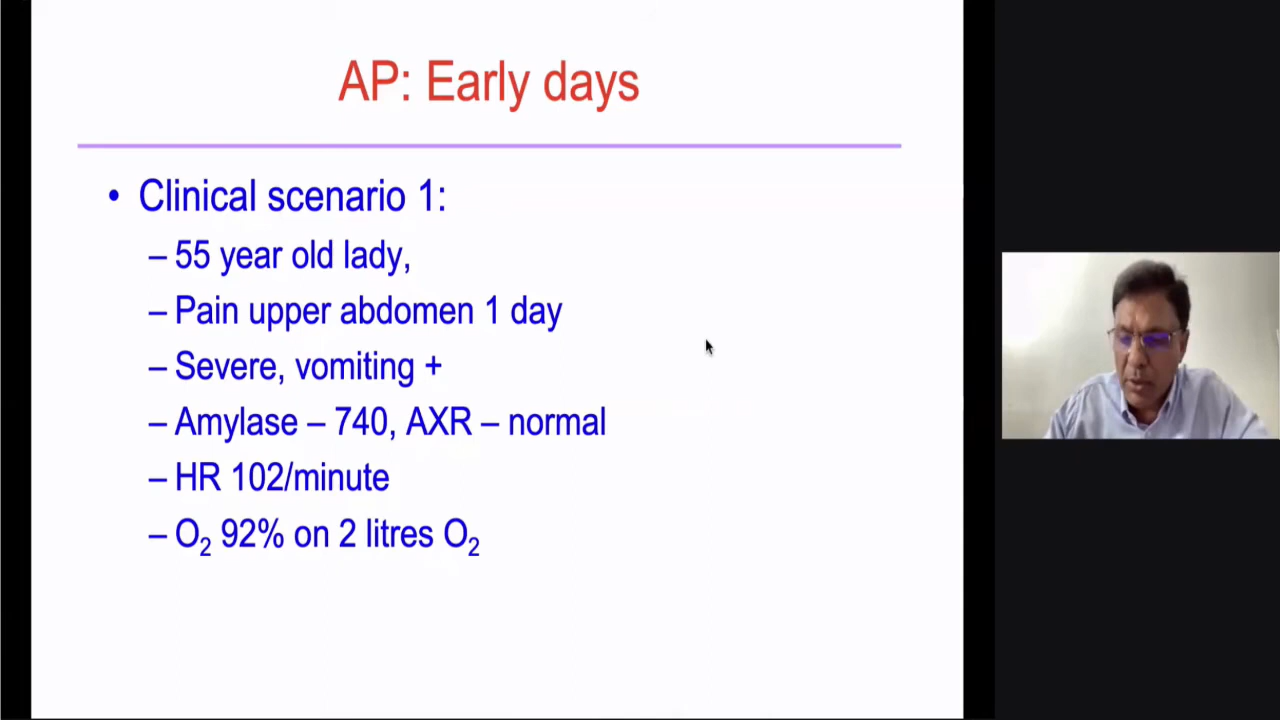 AP: Early days
• Clinical scenario 1:
– 55 year old lady,
– Pain upper abdomen 1 day
– Severe, vomiting +
– Amylase – 740, AXR – normal
– HR 102/minute
– O₂ 92% on 2 litres O₂